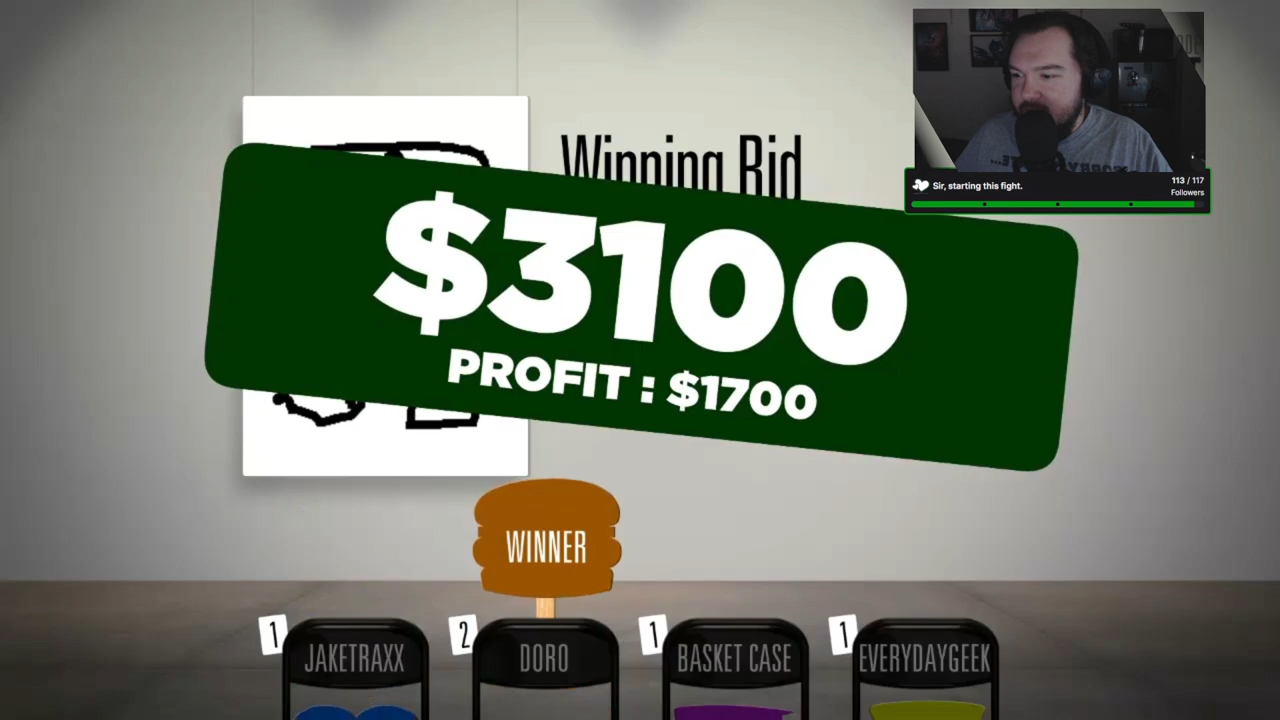 Winning Bid
$3100
PROFIT : $1700
Sir, starting this fight.
113 / 117
Followers
WINNER
1
JAKETRAXX
2
DORO
1
BASKET CASE
1
EVERYDAYGEEK